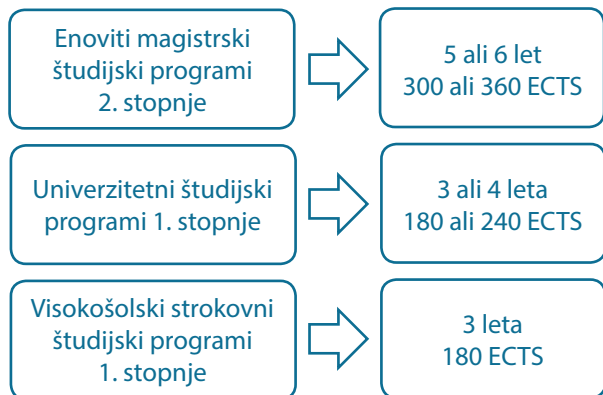 Enoviti magistrski
študijski programi
2. stopnje
5 ali 6 let
300 ali 360 ECTS
Univerzitetni študijski
programi 1. stopnje
3 ali 4 leta
180 ali 240 ECTS
Visokošolski strokovni
študijski programi
1. stopnje
3 leta
180 ECTS